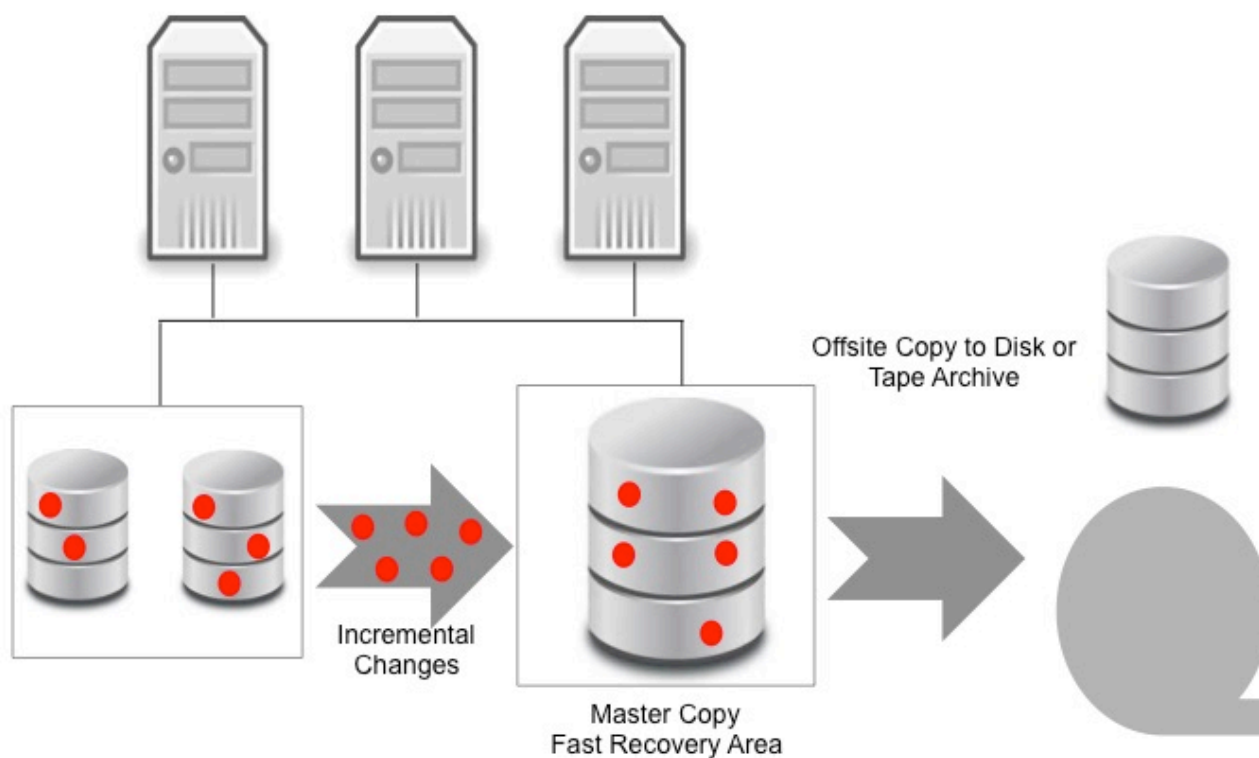 Offsite Copy to Disk or
Tape Archive
Incremental
Changes
Master Copy
Fast Recovery Area